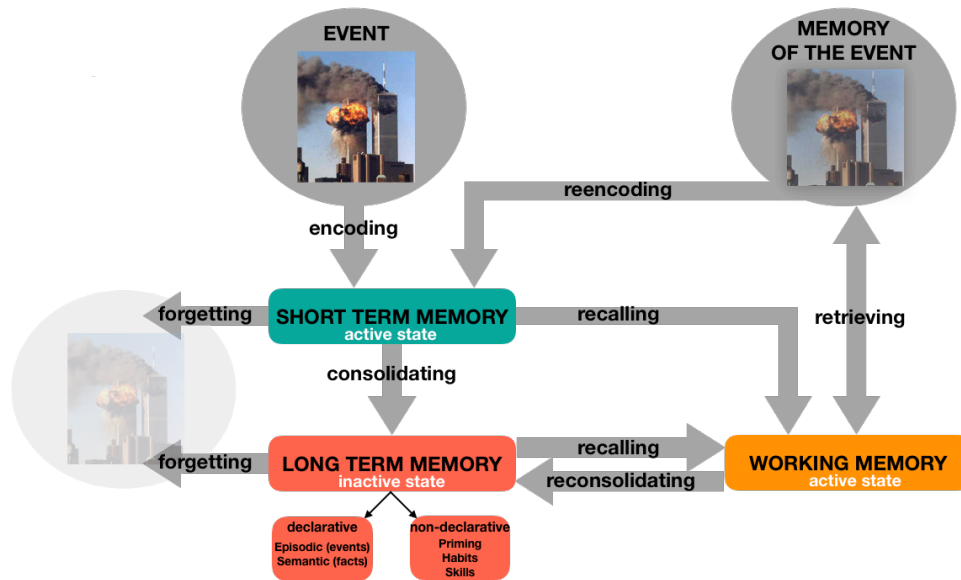 EVENT
MEMORY
OF THE EVENT
reencoding
encoding
forgetting
SHORT TERM MEMORY
active state
recalling
retrieving
consolidating
forgetting
LONG TERM MEMORY
inactive state
recalling
reconsolidating
WORKING MEMORY
active state
declarative
Episodic (events)
Semantic (facts)
non-declarative
Priming
Habits
Skills